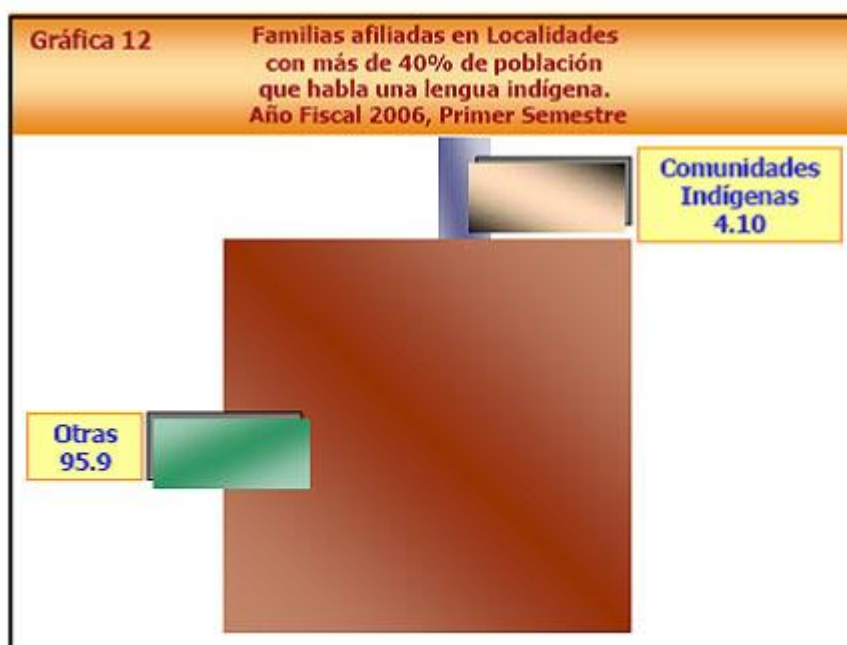 Gráfica 12
Familias afiliadas en Localidades
con más de 40% de población
que habla una lengua indígena.
Año Fiscal 2006, Primer Semestre
Comunidades
Indígenas
4.10
Otras
95.9